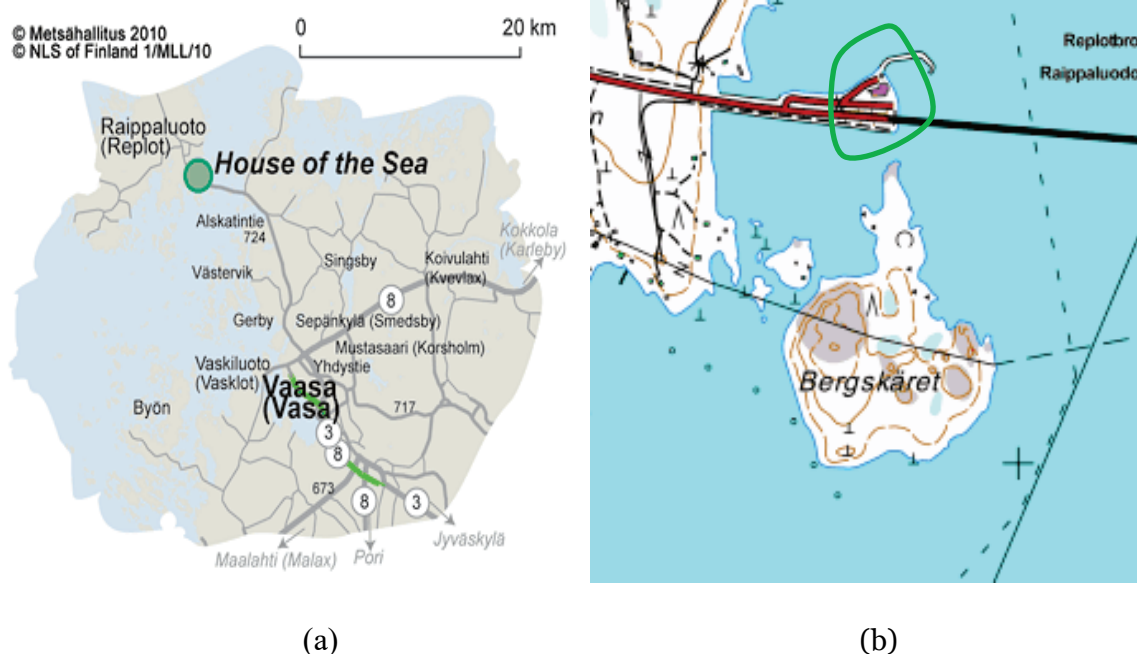 © Metsähallitus 2010
© NLS of Finland 1/MLL/10
0
20 km
Raippaluoto
(Replot)
House of the Sea
Alskatintie
724
Kokkola
(Karleby)
Singsby
Koivulahti
(Kvevlax)
Västervik
8
Gerby
Sepänkylä (Smedsby)
Mustasaari (Korsholm)
Vaskiluoto
(Vasklot)
Yhdystie
Vaasa
(Vasa)
Byön
717
3
8
673
8
3
Jyväskylä
Maalahti (Malax)
Pori
(a)
Replotbro
Raippaluodo
Bergskäret
(b)